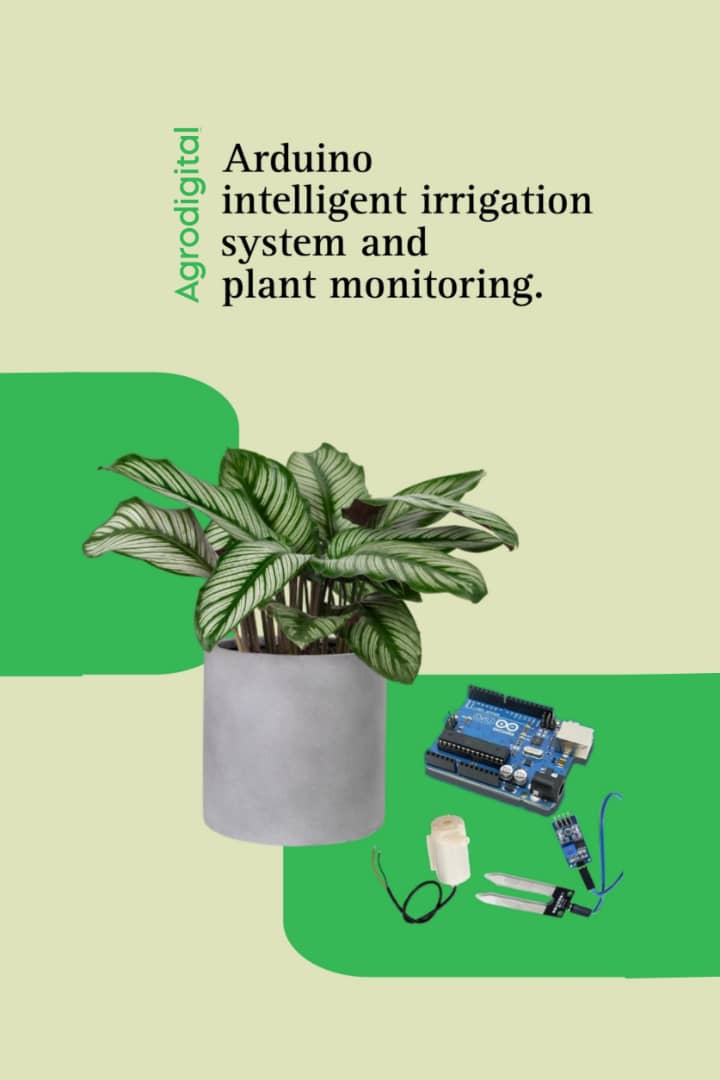 Agrodigital
Arduino
intelligent irrigation
system and
plant monitoring.